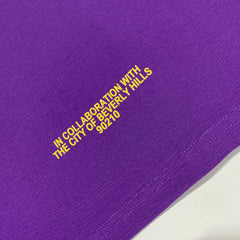 IN COLLABORATION WITH
THE CITY OF BEVERLY HILLS
90210